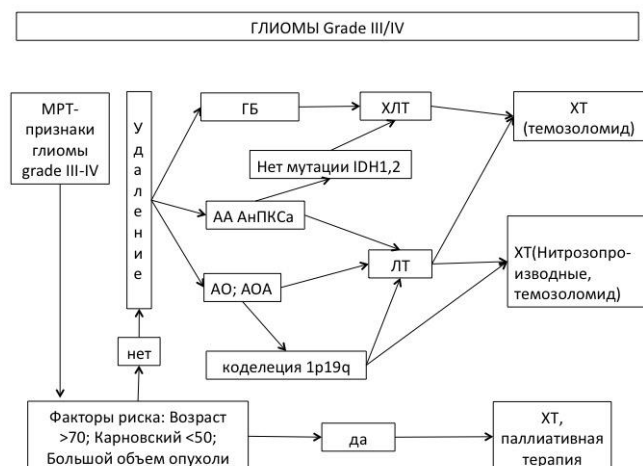 ГЛИОМЫ Grade III/IV
МРТ-
признаки
глиомы
grade III-IV
Удаление
ГБ
ХЛТ
ХТ
(темозоломид)
Нет мутации IDH1,2
АА АнПКСа
ЛТ
ХТ(Нитрозопро-
изводные,
темозоломид)
АО; АОА
нет
коделеция 1p19q
Факторы риска: Возраст
>70; Карновский <50;
Большой объем опухоли
да
ХТ,
паллиативная
терапия